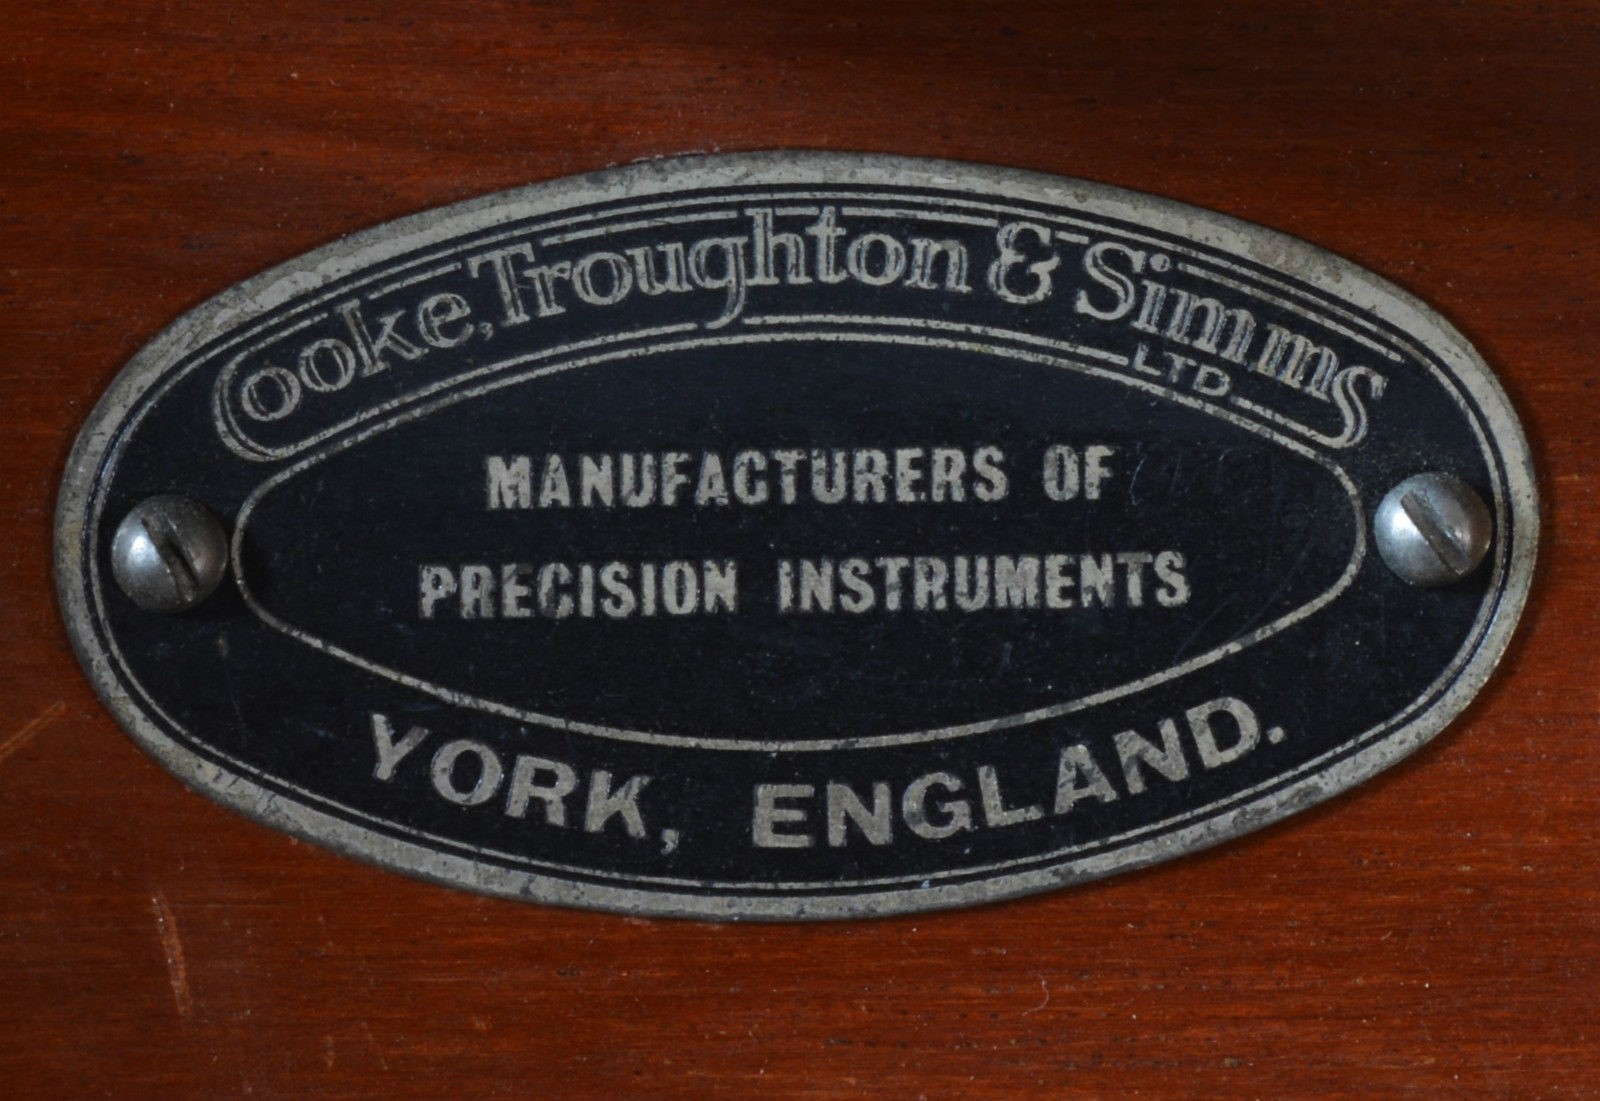 Cooke, Troughton & Simms
LTD
MANUFACTURERS OF
PRECISION INSTRUMENTS
YORK, ENGLAND.